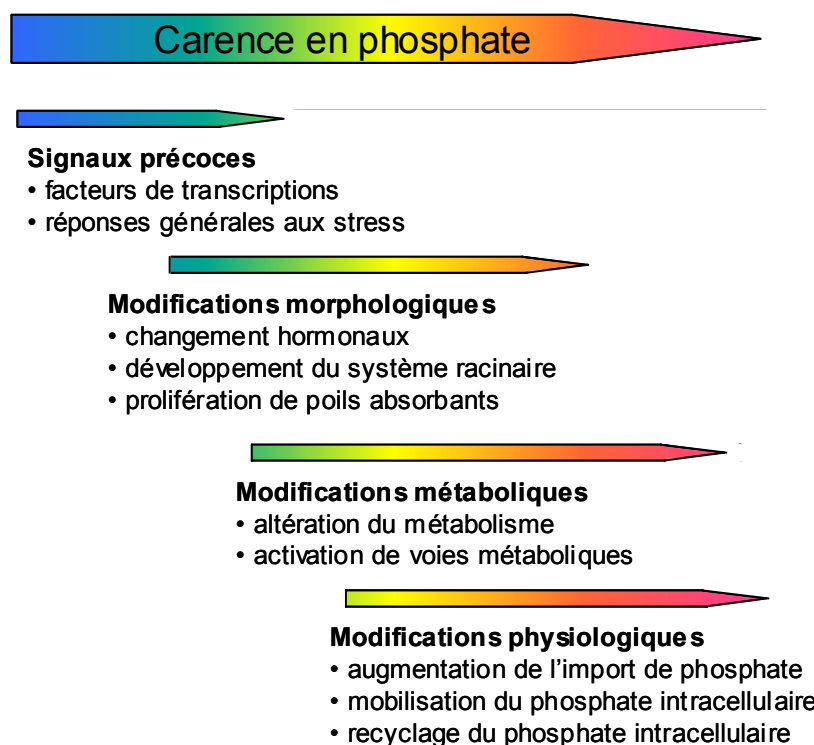 Carence en phosphate
Signaux précoces
• facteurs de transcriptions
• réponses générales aux stress
Modifications morphologiques
• changement hormonaux
• développement du système racinaire
• prolifération de poils absorbants
Modifications métaboliques
• altération du métabolisme
• activation de voies métaboliques
Modifications physiologiques
• augmentation de l'import de phosphate
• mobilisation du phosphate intracellulaire
• recyclage du phosphate intracellulaire